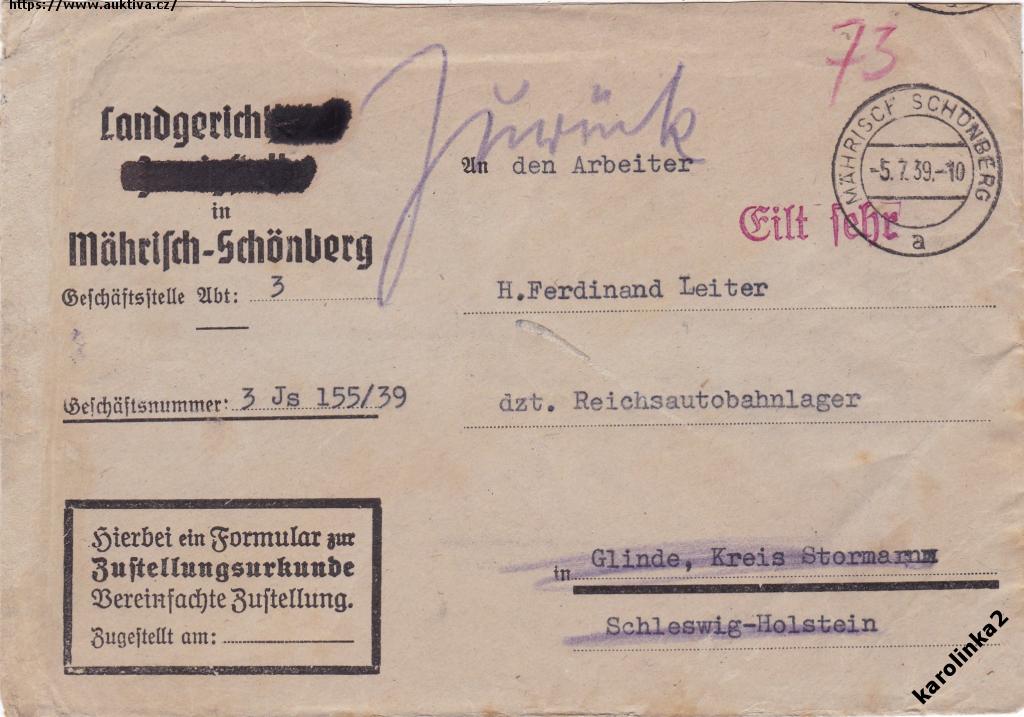 https://www.auktiva.cz/
73
Landgericht
Zurück
An den Arbeiter
in
Mährisch-Schönberg
MÄHRISCH SCHÖNBERG
-5.7.39.-10
a
Eilt sehr
Geschäftsstelle Abt: 3
H.Ferdinand Leiter
Geschäftsnummer: 3 Js 155/39
dzt. Reichsautobahnlager
Hierbei ein Formular zur
Zustellungsurkunde
Vereinfachte Zustellung.
Zugestellt am:
in Glinde, Kreis Stormarn
Schleswig-Holstein
karolinka2